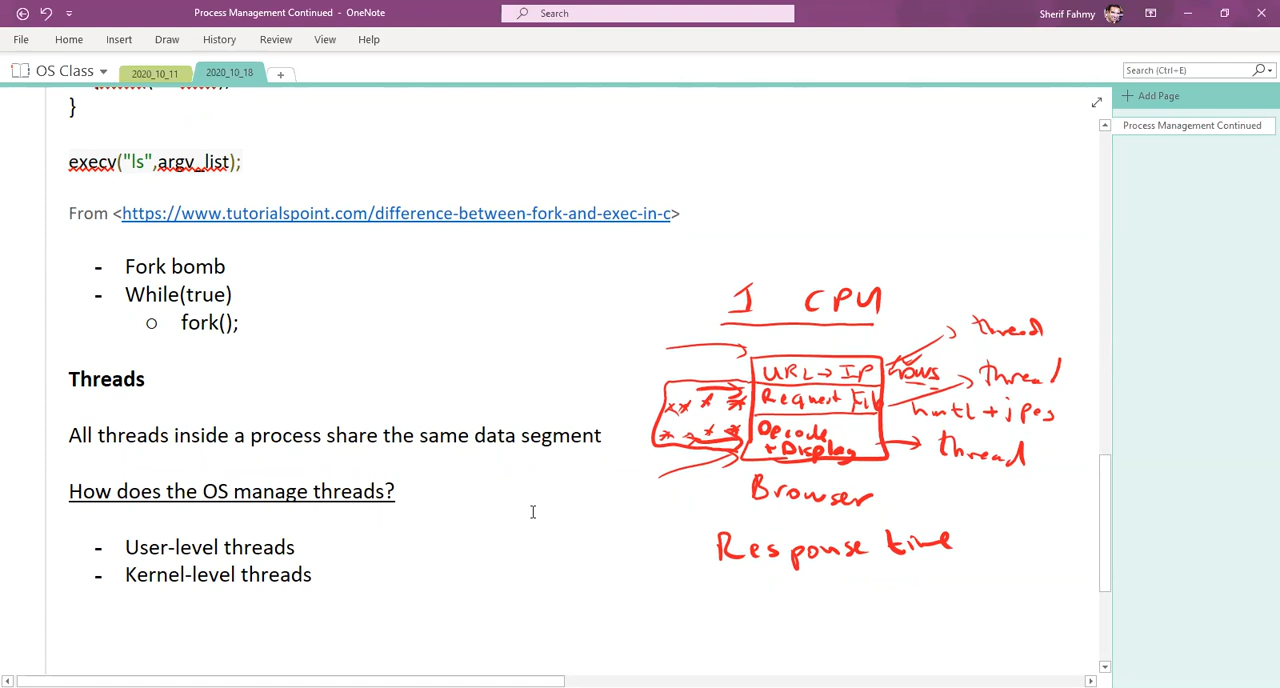 Process Management Continued - OneNote
Search
Sherif Fahmy
File Home Insert Draw History Review View Help
OS Class
2020_10_11
2020_10_18
Search (Ctrl+E)
Add Page
Process Management Continued
}
execv("ls",argv_list);
From <https://www.tutorialspoint.com/difference-between-fork-and-exec-in-c>
- Fork bomb
- While(true)
○ fork();
Threads
All threads inside a process share the same data segment
How does the OS manage threads?
- User-level threads
- Kernel-level threads
1 CPU
thread
URL → IP
thread
Request File
hmtl + jpeg
Decode
+ Display
thread
Browser
Response time